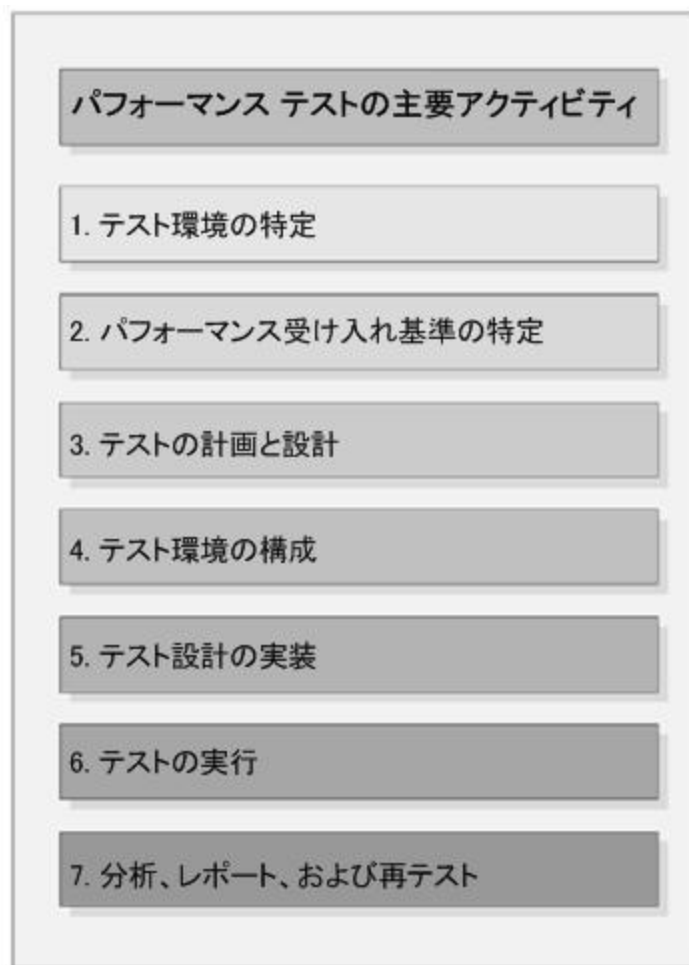 パフォーマンス テストの主要アクティビティ
1. テスト環境の特定
2. パフォーマンス受け入れ基準の特定
3. テストの計画と設計
4. テスト環境の構成
5. テスト設計の実装
6. テストの実行
7. 分析、レポート、および再テスト